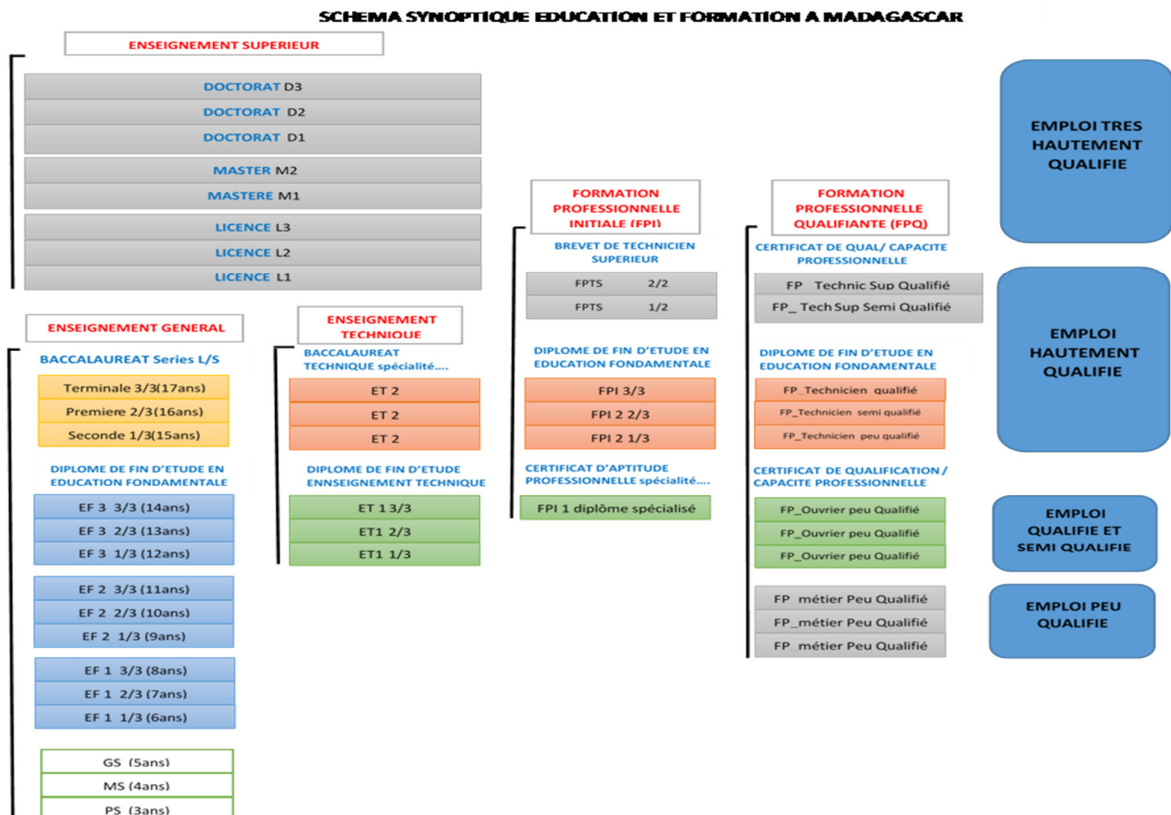 SCHEMA SYNOPTIQUE EDUCATION ET FORMATION A MADAGASCAR
ENSEIGNEMENT SUPERIEUR
DOCTORAT D3
DOCTORAT D2
DOCTORAT D1
MASTER M2
MASTERE M1
LICENCE L3
LICENCE L2
LICENCE L1
ENSEIGNEMENT GENERAL
BACCALAUREAT Series L/S
Terminale 3/3(17ans)
Premiere 2/3(16ans)
Seconde 1/3(15ans)
DIPLOME DE FIN D'ETUDE EN
EDUCATION FONDAMENTALE
EF 3 3/3 (14ans)
EF 3 2/3 (13ans)
EF 3 1/3 (12ans)
EF 2 3/3 (11ans)
EF 2 2/3 (10ans)
EF 2 1/3 (9ans)
EF 1 3/3 (8ans)
EF 1 2/3 (7ans)
EF 1 1/3 (6ans)
GS (5ans)
MS (4ans)
PS (3ans)
ENSEIGNEMENT
TECHNIQUE
BACCALAUREAT
TECHNIQUE spécialité....
ET 2
ET 2
ET 2
DIPLOME DE FIN D'ETUDE
ENNSEIGNEMENT TECHNIQUE
ET 1 3/3
ET1 2/3
ET1 1/3
FORMATION
PROFESSIONNELLE
INITIALE (FPI)
BREVET DE TECHNICIEN
SUPERIEUR
FPTS 2/2
FPTS 1/2
DIPLOME DE FIN D'ETUDE EN
EDUCATION FONDAMENTALE
FPI 3/3
FPI 2 2/3
FPI 2 1/3
CERTIFICAT D'APTITUDE
PROFESSIONNELLE spécialité....
FPI 1 diplôme spécialisé
FORMATION
PROFESSIONNELLE
QUALIFIANTE (FPQ)
CERTIFICAT DE QUAL/ CAPACITE
PROFESSIONNELLE
FP_ Technic Sup Qualifié
FP_ Tech Sup Semi Qualifié
DIPLOME DE FIN D'ETUDE EN
EDUCATION FONDAMENTALE
FP_Technicien qualifié
FP_Technicien semi qualifié
FP_Technicien peu qualifié
CERTIFICAT DE QUALIFICATION /
CAPACITE PROFESSIONNELLE
FP_Ouvrier peu Qualifié
FP_Ouvrier peu Qualifié
FP_Ouvrier peu Qualifié
FP_métier Peu Qualifié
FP_métier Peu Qualifié
FP_métier Peu Qualifié
EMPLOI TRES
HAUTEMENT
QUALIFIE
EMPLOI
HAUTEMENT
QUALIFIE
EMPLOI
QUALIFIE ET
SEMI QUALIFIE
EMPLOI PEU
QUALIFIE